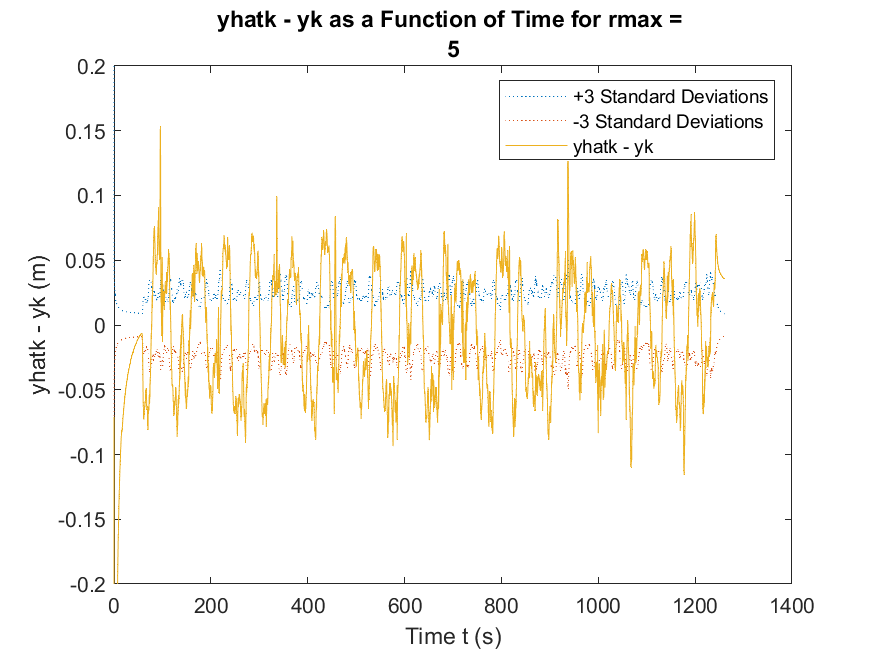 yhatk - yk as a Function of Time for rmax =
5
0.2
0.15
0.1
0.05
0
-0.05
-0.1
-0.15
-0.2
yhatk - yk (m)
+3 Standard Deviations
-3 Standard Deviations
yhatk - yk
0 200 400 600 800 1000 1200 1400
Time t (s)